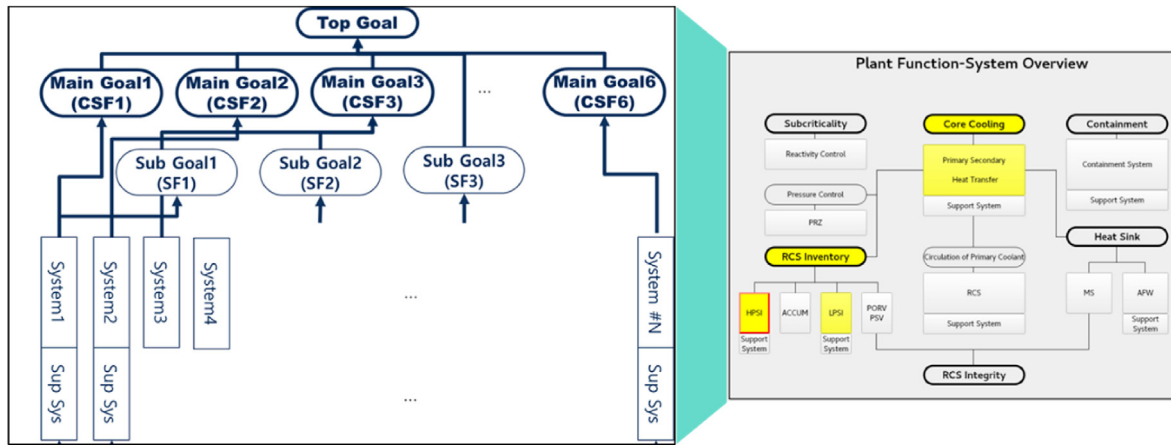 Top Goal
Main Goal1
(CSF1)
Main Goal2
(CSF2)
Main Goal3
(CSF3)
...
Main Goal6
(CSF6)
Sub Goal1
(SF1)
Sub Goal2
(SF2)
Sub Goal3
(SF3)
System1
System2
System3
System4
...
System #N
Sup Sys
Sup Sys
...
Sup Sys
Plant Function-System Overview
Subcriticality
Core Cooling
Containment
Reactivity Control
Primary Secondary
Heat Transfer
Containment System
Pressure Control
Support System
Support System
PRZ
Heat Sink
RCS Inventory
Circulation of Primary Coolant
HPSI
ACCUM
LPSI
PORV
PSV
RCS
MS
AFW
Support
System
Support
System
Support System
Support
System
RCS Integrity